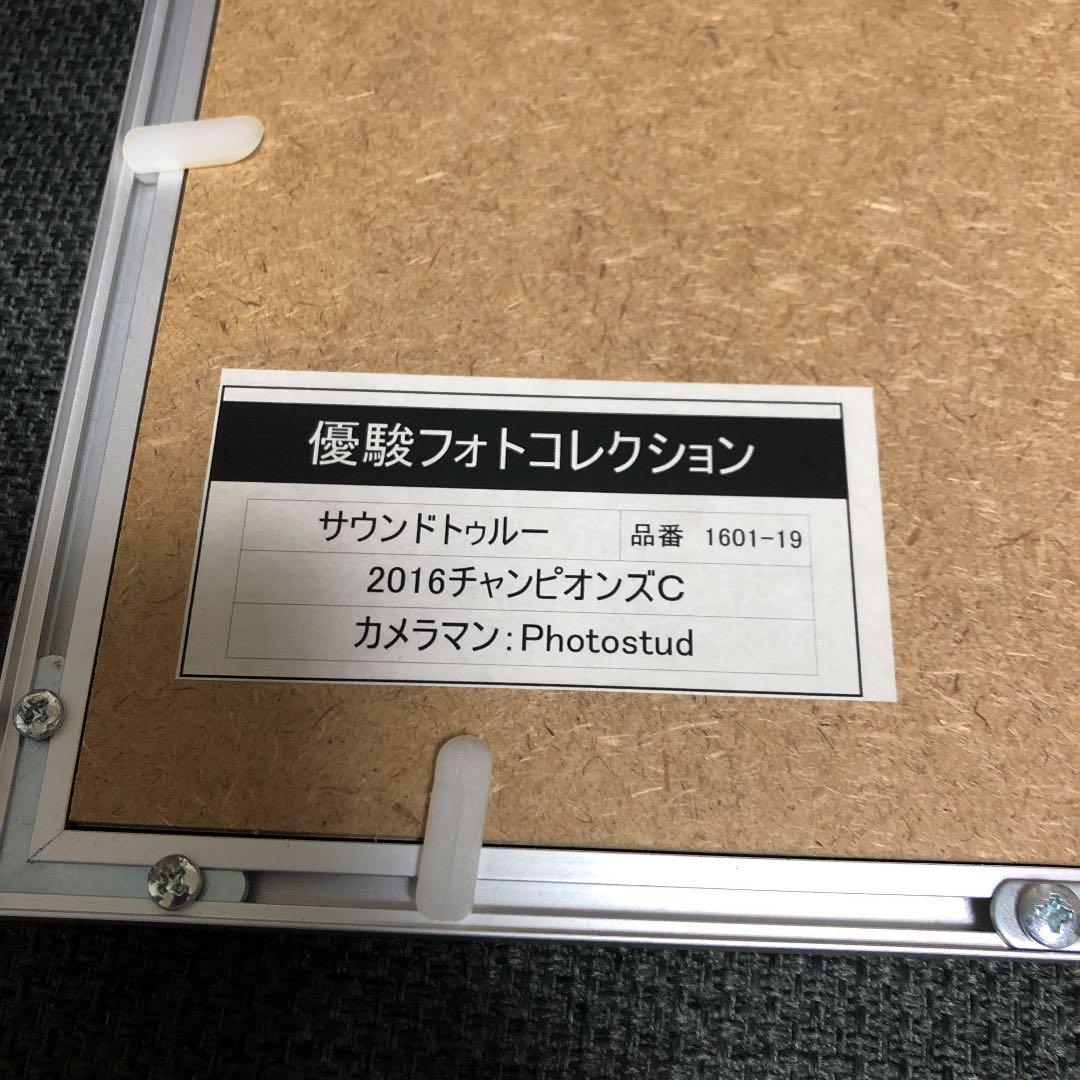 優駿フォトコレクション
サウンドトゥルー 品番 1601-19
2016チャンピオンズC
カメラマン:Photostud